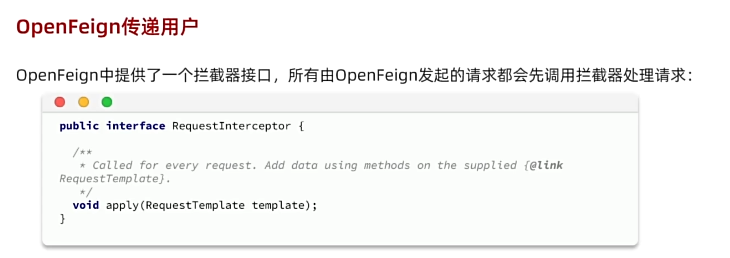 OpenFeign传递用户
OpenFeign中提供了一个拦截器接口，所有由OpenFeign发起的请求都会先调用拦截器处理请求：
public interface RequestInterceptor {
/**
* Called for every request. Add data using methods on the supplied {@link
RequestTemplate}.
*/
void apply(RequestTemplate template);
}